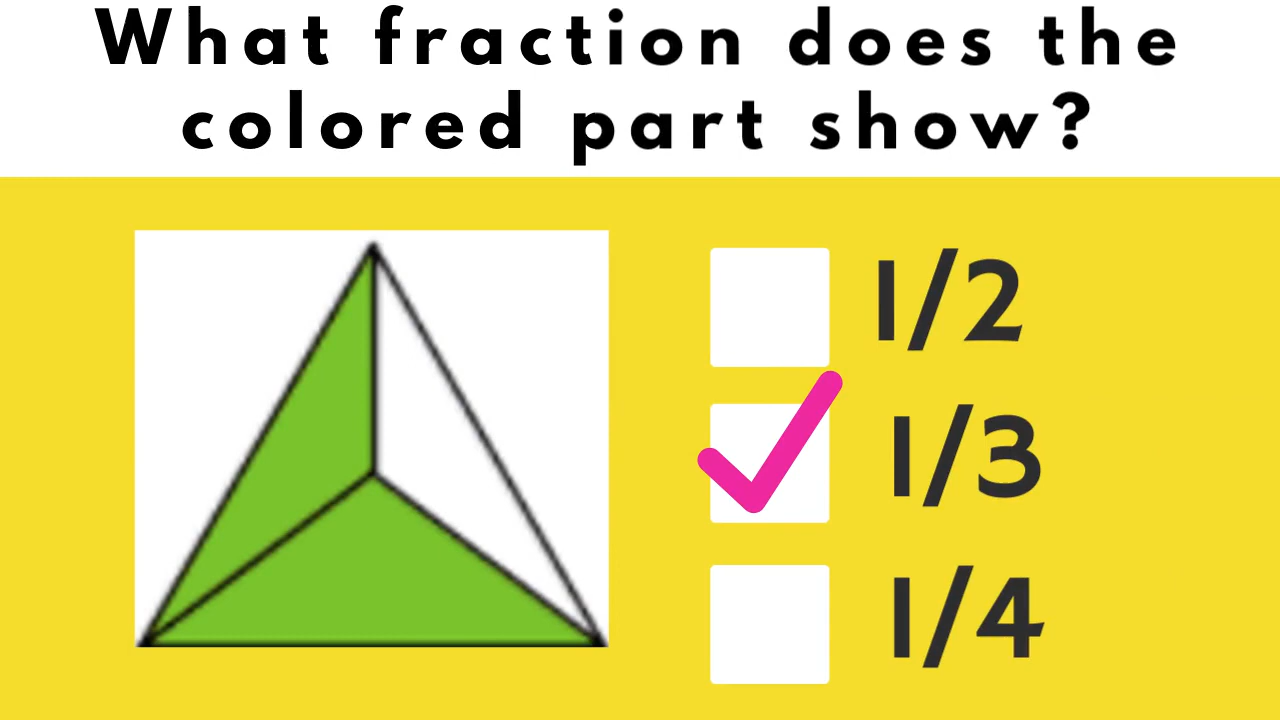 What fraction does the
colored part show?
1/2
1/3
1/4